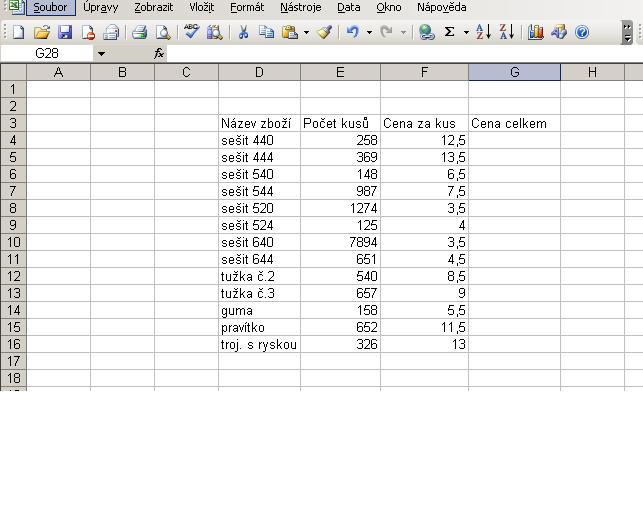 Soubor Úpravy Zobrazit Vložit Formát Nástroje Data Okno Nápověda
G28 fx
A B C D E F G H
1
2
3 Název zboží Počet kusů Cena za kus Cena celkem
4 sešit 440 258 12,5
5 sešit 444 369 13,5
6 sešit 540 148 6,5
7 sešit 544 987 7,5
8 sešit 520 1274 3,5
9 sešit 524 125 4
10 sešit 640 7894 3,5
11 sešit 644 651 4,5
12 tužka č.2 540 8,5
13 tužka č.3 657 9
14 guma 158 5,5
15 pravítko 652 11,5
16 troj. s ryskou 326 13
17
18